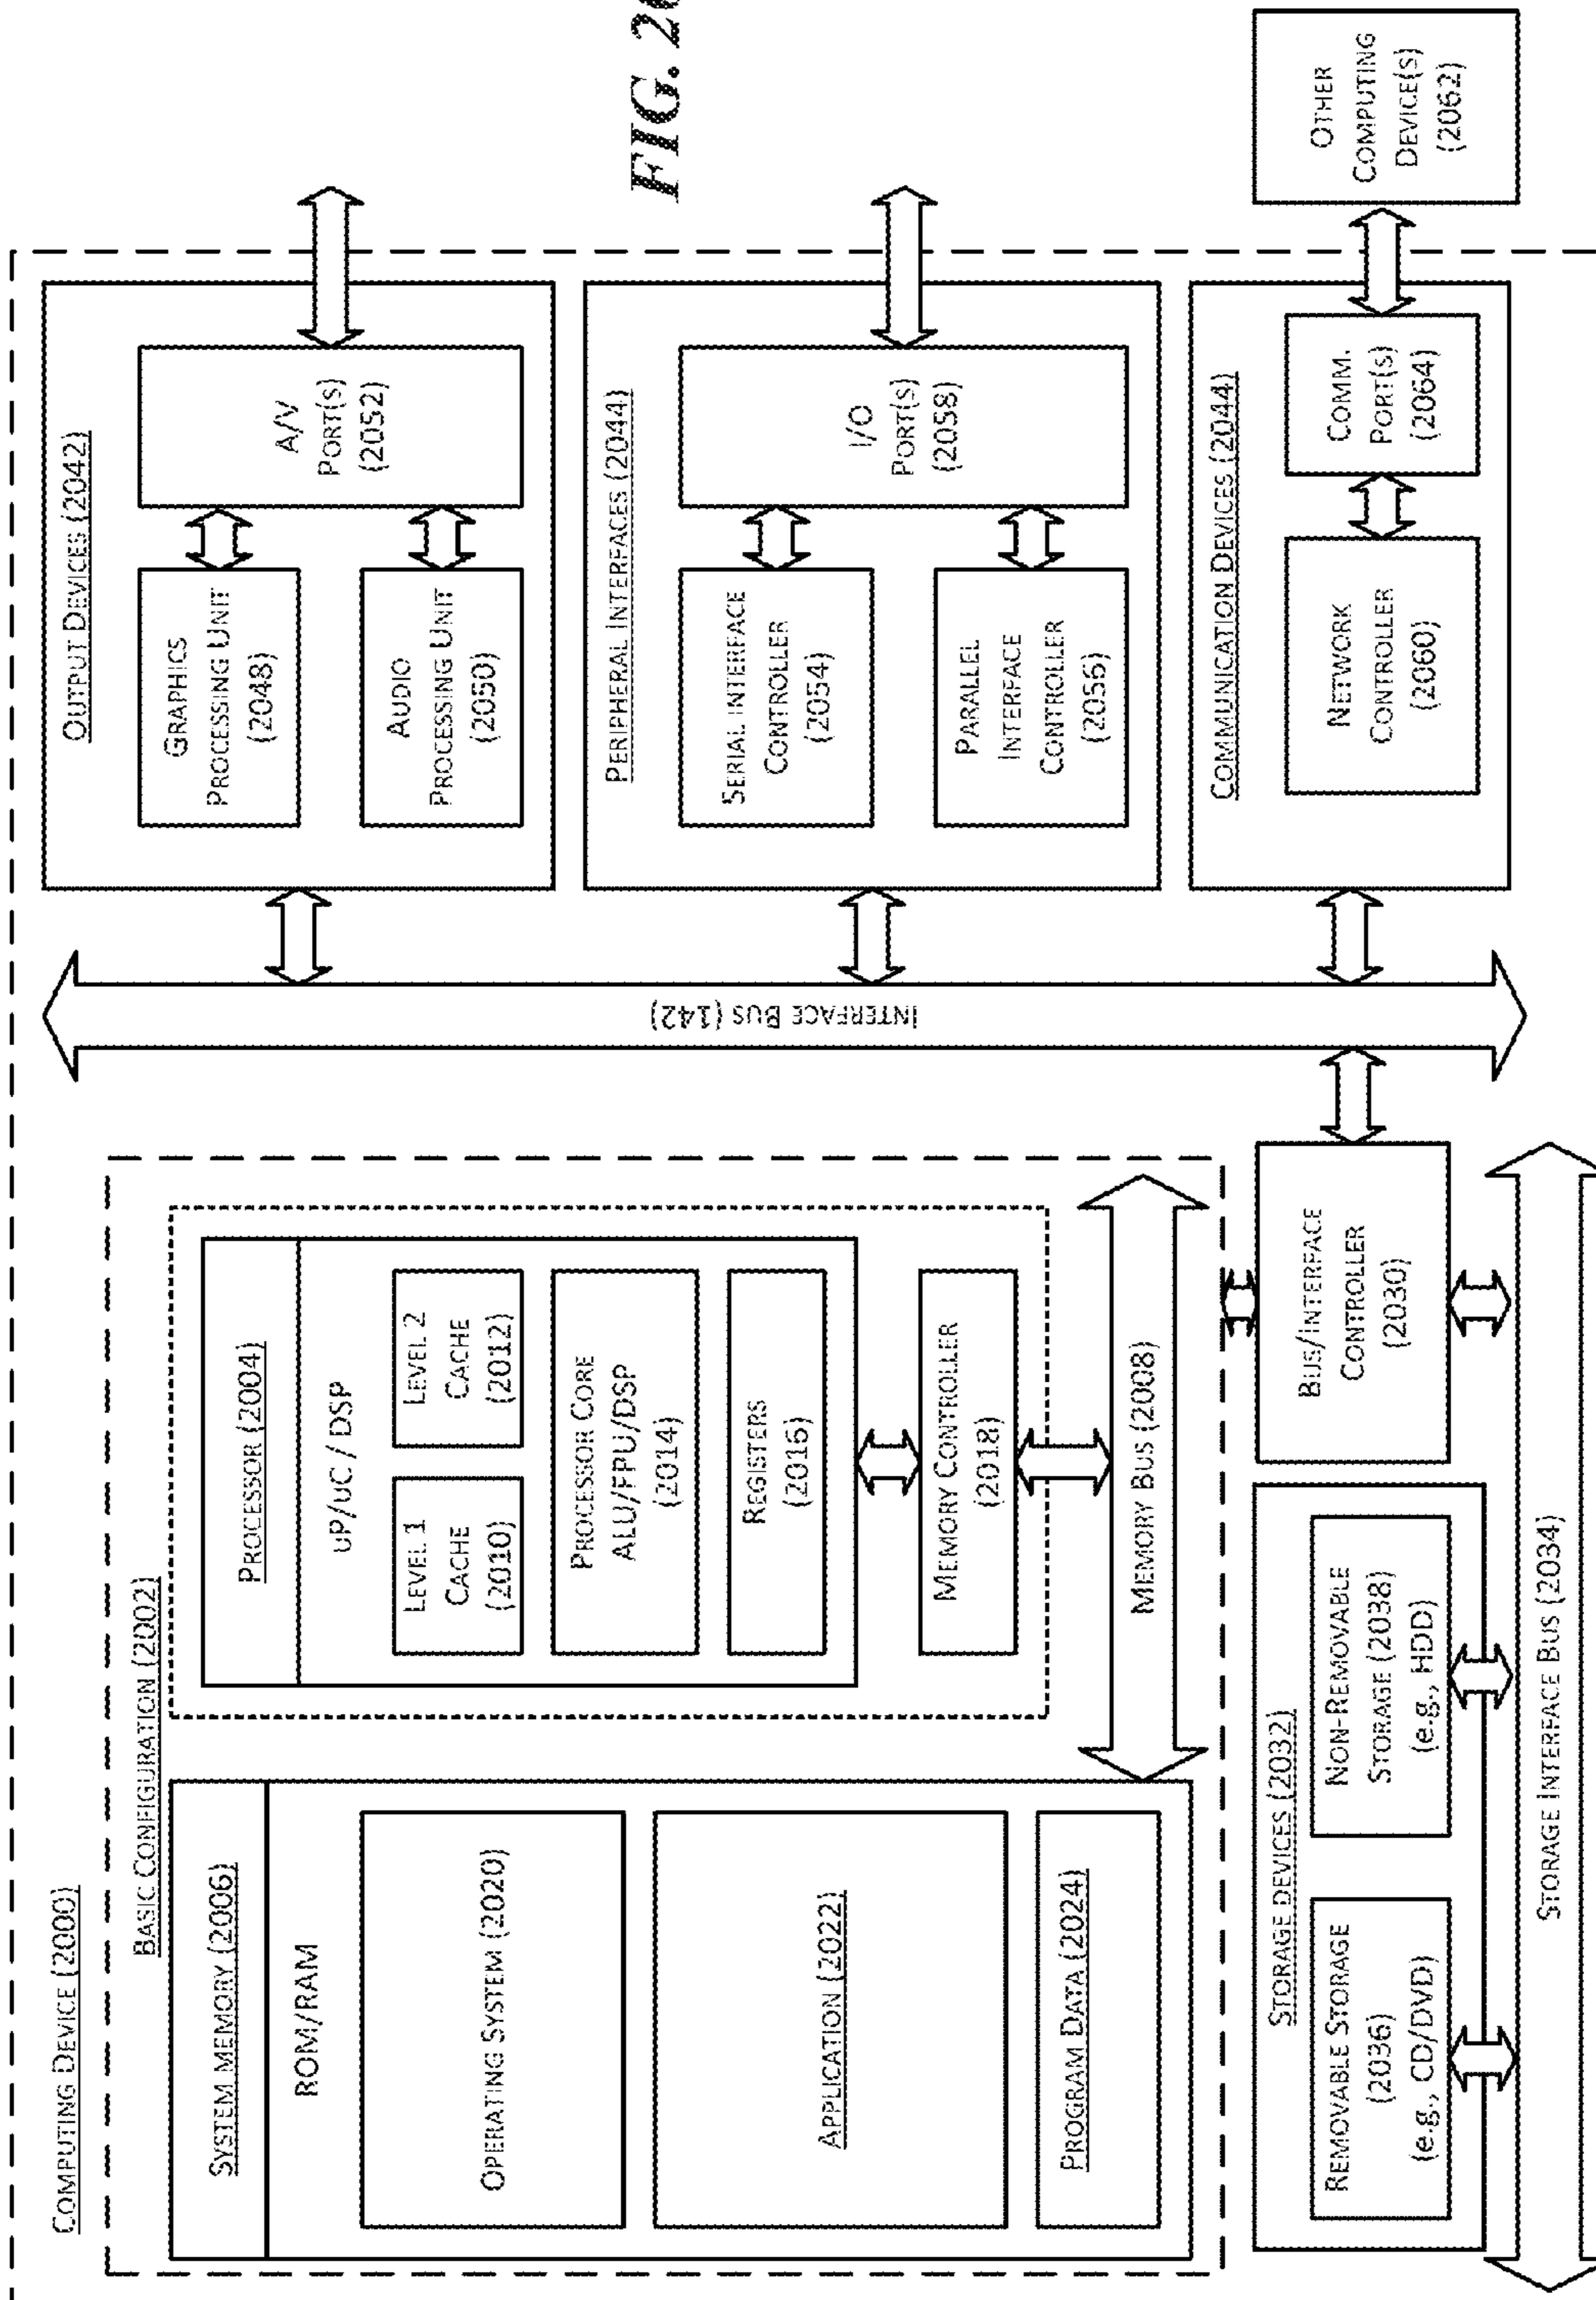 COMPUTING DEVICE (2000)
BASIC CONFIGURATION (2002)
SYSTEM MEMORY (2006)
ROM/RAM
OPERATING SYSTEM (2020)
APPLICATION (2022)
PROGRAM DATA (2024)
PROCESSOR (2004)
UP/UC / DSP
LEVEL 1
CACHE
(2010)
LEVEL 2
CACHE
(2012)
PROCESSOR CORE
ALU/FPU/DSP
(2014)
REGISTERS
(2016)
MEMORY CONTROLLER
(2018)
MEMORY BUS (2008)
BUS/INTERFACE
CONTROLLER
(2030)
STORAGE DEVICES (2032)
REMOVABLE STORAGE
(2036)
(e.g., CD/DVD)
NON-REMOVABLE
STORAGE (2038)
(e.g., HDD)
STORAGE INTERFACE BUS (2034)
INTERFACE BUS (142)
OUTPUT DEVICES (2042)
GRAPHICS
PROCESSING UNIT
(2048)
AUDIO
PROCESSING UNIT
(2050)
A/V
PORT(S)
(2052)
PERIPHERAL INTERFACES (2044)
SERIAL INTERFACE
CONTROLLER
(2054)
PARALLEL
INTERFACE
CONTROLLER
(2056)
I/O
PORT(S)
(2058)
COMMUNICATION DEVICES (2044)
NETWORK
CONTROLLER
(2060)
COMM.
PORT(S)
(2064)
OTHER
COMPUTING
DEVICE(S)
(2062)
FIG.